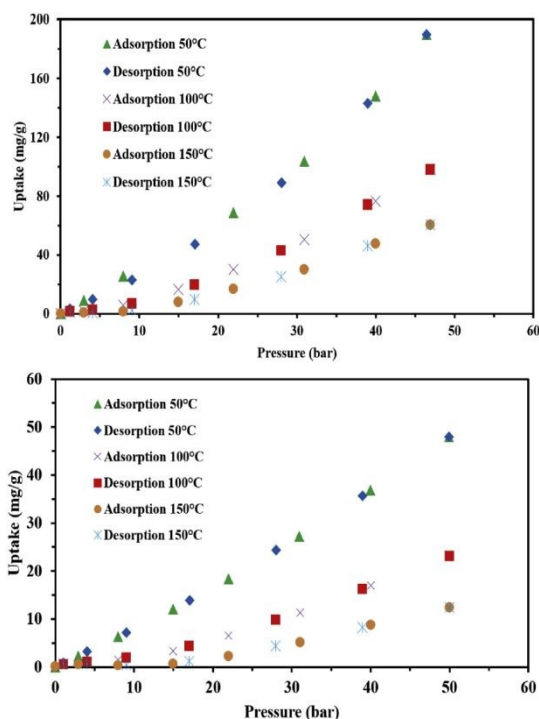 200
160
120
80
40
0
Uptake (mg/g)
Adsorption 50°C
Desorption 50°C
Adsorption 100°C
Desorption 100°C
Adsorption 150°C
Desorption 150°C
0 10 20 30 40 50 60
Pressure (bar)
60
50
40
30
20
10
0
Uptake (mg/g)
Adsorption 50°C
Desorption 50°C
Adsorption 100°C
Desorption 100°C
Adsorption 150°C
Desorption 150°C
0 10 20 30 40 50 60
Pressure (bar)